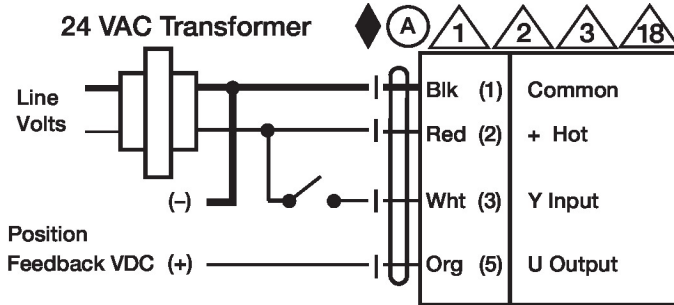 24 VAC Transformer
A 1 2 3 18
Line
Volts
Blk (1) Common
Red (2) + Hot
(–) Wht (3) Y Input
Position
Feedback VDC (+) Org (5) U Output